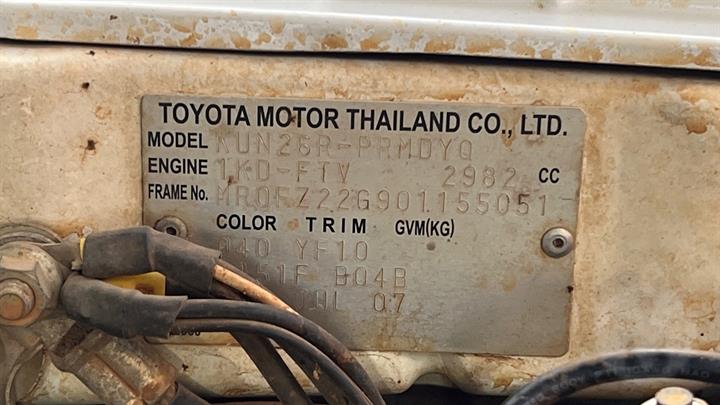 TOYOTA MOTOR THAILAND CO., LTD.
MODEL KUN26R-PRMDYQ
ENGINE 1KD-FTV 2982 CC
FRAME No. MR0FZ22G901155051
COLOR TRIM GVM(KG)
040 YF10
B04B
07